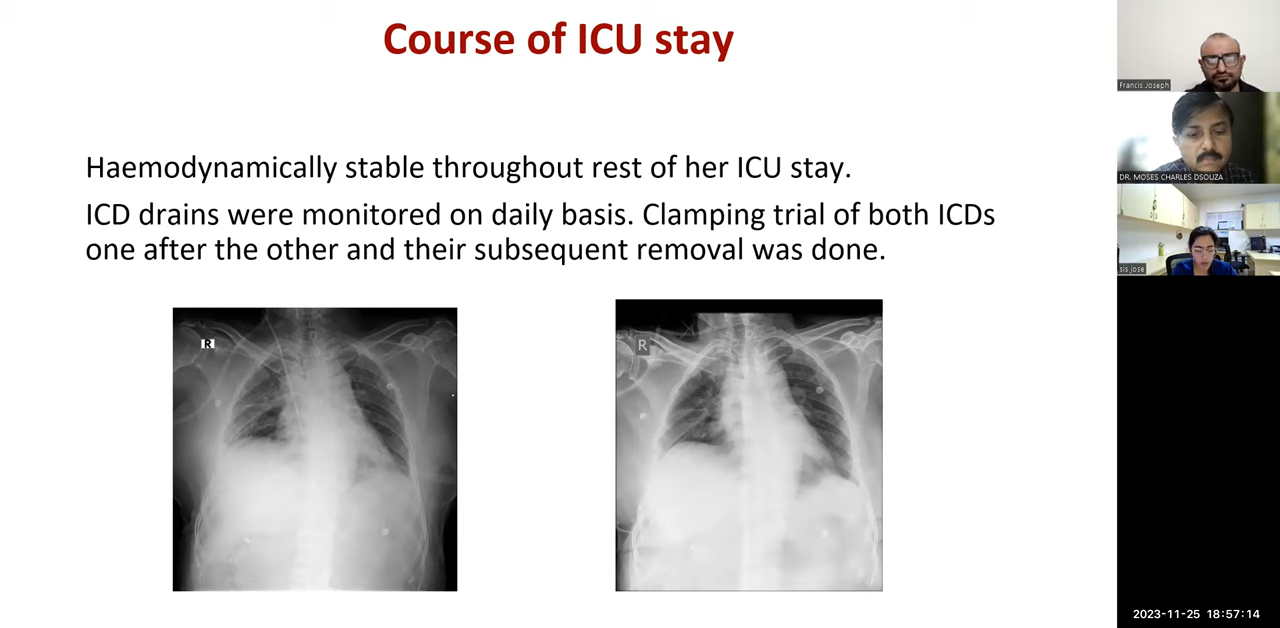 Course of ICU stay
Haemodynamically stable throughout rest of her ICU stay.
ICD drains were monitored on daily basis. Clamping trial of both ICDs
one after the other and their subsequent removal was done.
R
R
Francis Joseph
DR. MOSES CHARLES DSOUZA
sis jose
2023-11-25 18:57:14